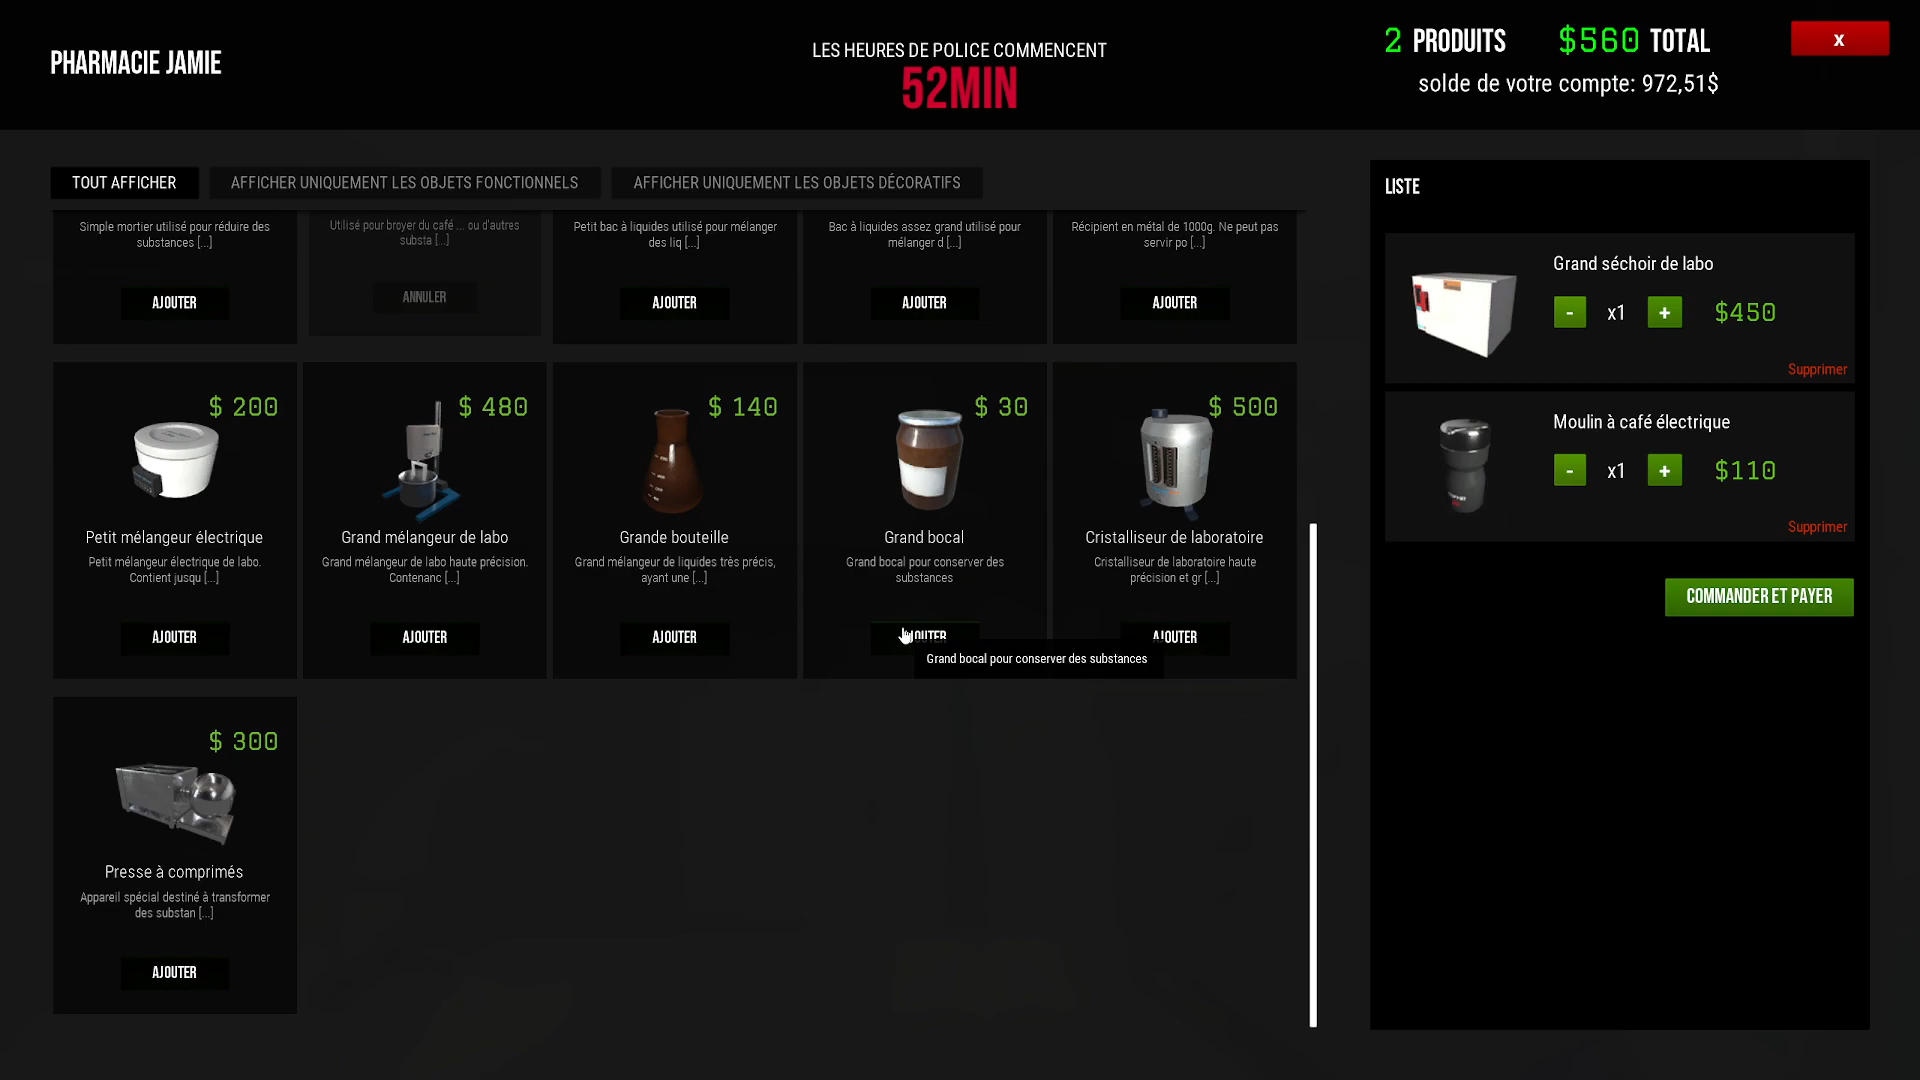 PHARMACIE JAMIE
LES HEURES DE POLICE COMMENCENT
52MIN
2 PRODUITS $560 TOTAL
solde de votre compte: 972,51$
x
TOUT AFFICHER
AFFICHER UNIQUEMENT LES OBJETS FONCTIONNELS
AFFICHER UNIQUEMENT LES OBJETS DÉCORATIFS
Simple mortier utilisé pour réduire des
substances [...]
AJOUTER
Utilisé pour broyer du café ... ou d'autres
substa [...]
ANNULER
Petit bac à liquides utilisé pour mélanger
des liq [...]
AJOUTER
Bac à liquides assez grand utilisé pour
mélanger d [...]
AJOUTER
Récipient en métal de 1000g. Ne peut pas
servir po [...]
AJOUTER
$ 200
Petit mélangeur électrique
Petit mélangeur électrique de labo.
Contient jusqu [...]
AJOUTER
$ 480
Grand mélangeur de labo
Grand mélangeur de labo haute précision.
Contenanc [...]
AJOUTER
$ 140
Grande bouteille
Grand mélangeur de liquides très précis,
ayant une [...]
AJOUTER
$ 30
Grand bocal
Grand bocal pour conserver des
substances
AJOUTER
Grand bocal pour conserver des substances
$ 500
Cristalliseur de laboratoire
Cristalliseur de laboratoire haute
précision et gr [...]
AJOUTER
$ 300
Presse à comprimés
Appareil spécial destiné à transformer
des substan [...]
AJOUTER
LISTE
Grand séchoir de labo
- x1 + $450
Supprimer
Moulin à café électrique
- x1 + $110
Supprimer
COMMANDER ET PAYER